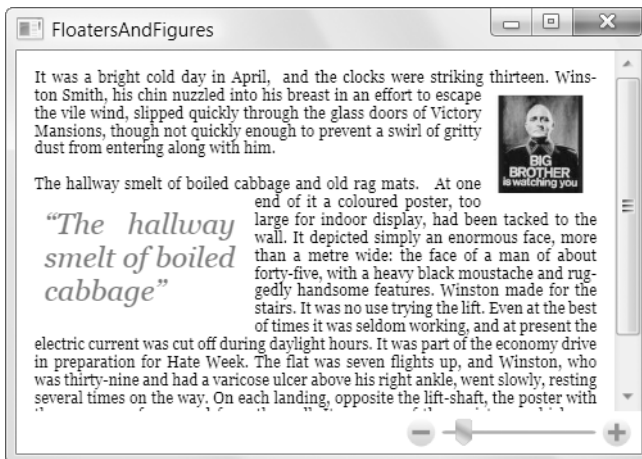 FloatersAndFigures
It was a bright cold day in April, and the clocks were striking thirteen. Wins-
ton Smith, his chin nuzzled into his breast in an effort to escape
the vile wind, slipped quickly through the glass doors of Victory
Mansions, though not quickly enough to prevent a swirl of gritty
dust from entering along with him.
BIG
BROTHER
is watching you
The hallway smelt of boiled cabbage and old rag mats. At one
end of it a coloured poster, too
large for indoor display, had been tacked to the
wall. It depicted simply an enormous face, more
than a metre wide: the face of a man of about
forty-five, with a heavy black moustache and rug-
gedly handsome features. Winston made for the
stairs. It was no use trying the lift. Even at the best
of times it was seldom working, and at present the
“The hallway
smelt of boiled
cabbage”
electric current was cut off during daylight hours. It was part of the economy drive
in preparation for Hate Week. The flat was seven flights up, and Winston, who
was thirty-nine and had a varicose ulcer above his right ankle, went slowly, resting
several times on the way. On each landing, opposite the lift-shaft, the poster with